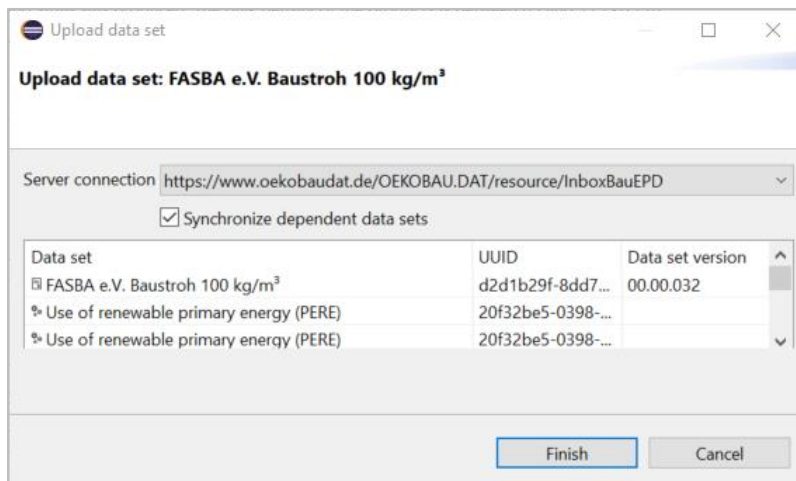 Upload data set
Upload data set: FASBA e.V. Baustroh 100 kg/m³
Server connection https://www.oekobaudat.de/OEKOBAU.DAT/resource/InboxBauEPD
Synchronize dependent data sets
Data set UUID Data set version
FASBA e.V. Baustroh 100 kg/m³ d2d1b29f-8dd7... 00.00.032
Use of renewable primary energy (PERE) 20f32be5-0398-...
Use of renewable primary energy (PERE) 20f32be5-0398-...
Finish Cancel